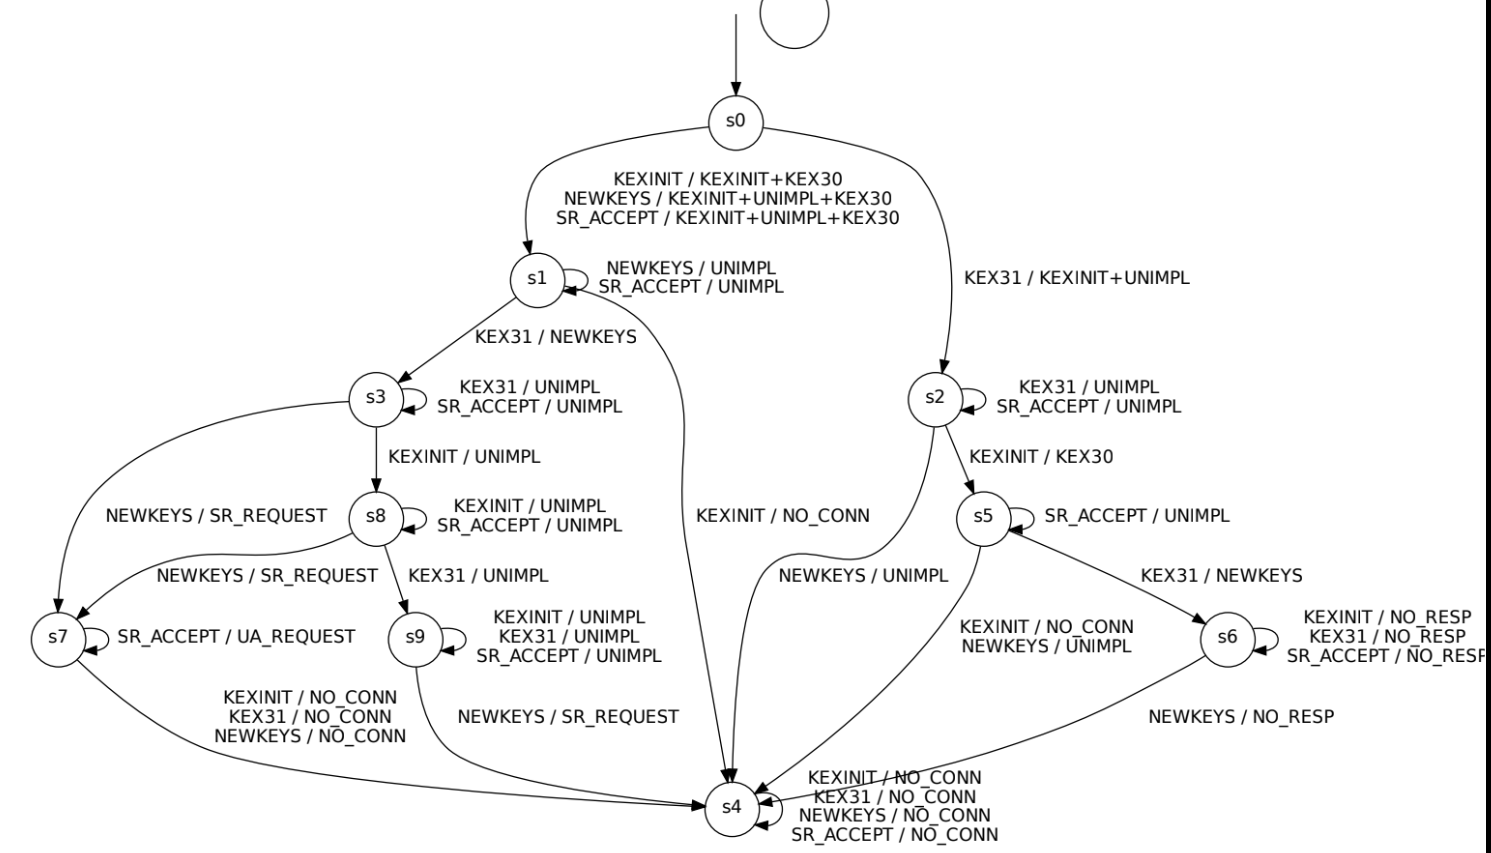 s0
KEXINIT / KEXINIT+KEX30
NEWKEYS / KEXINIT+UNIMPL+KEX30
SR_ACCEPT / KEXINIT+UNIMPL+KEX30
s1
NEWKEYS / UNIMPL
SR_ACCEPT / UNIMPL
KEX31 / KEXINIT+UNIMPL
KEX31 / NEWKEYS
s3
KEX31 / UNIMPL
SR_ACCEPT / UNIMPL
s2
KEX31 / UNIMPL
SR_ACCEPT / UNIMPL
KEXINIT / UNIMPL
KEXINIT / KEX30
NEWKEYS / SR_REQUEST
s8
KEXINIT / UNIMPL
SR_ACCEPT / UNIMPL
KEXINIT / NO_CONN
s5
SR_ACCEPT / UNIMPL
NEWKEYS / SR_REQUEST
KEX31 / UNIMPL
NEWKEYS / UNIMPL
KEX31 / NEWKEYS
s7
SR_ACCEPT / UA_REQUEST
s9
KEXINIT / UNIMPL
KEX31 / UNIMPL
SR_ACCEPT / UNIMPL
KEXINIT / NO_CONN
NEWKEYS / UNIMPL
s6
KEXINIT / NO_RESP
KEX31 / NO_RESP
SR_ACCEPT / NO_RESP
KEXINIT / NO_CONN
KEX31 / NO_CONN
NEWKEYS / NO_CONN
NEWKEYS / SR_REQUEST
NEWKEYS / NO_RESP
s4
KEXINIT / NO_CONN
KEX31 / NO_CONN
NEWKEYS / NO_CONN
SR_ACCEPT / NO_CONN